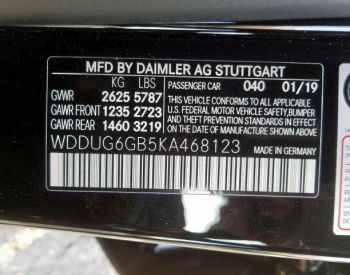 MFD BY DAIMLER AG STUTTGART
KG LBS
PASSENGER CAR 040 01/19
GVWR 2625 5787
GAWR FRONT 1235 2723
GAWR REAR 1460 3219
THIS VEHICLE CONFORMS TO ALL APPLICABLE
U.S. FEDERAL MOTOR VEHICLE SAFETY, BUMPER,
AND THEFT PREVENTION STANDARDS IN EFFECT
ON THE DATE OF MANUFACTURE SHOWN ABOVE.
WDDUG6GB5KA468123
MADE IN GERMANY